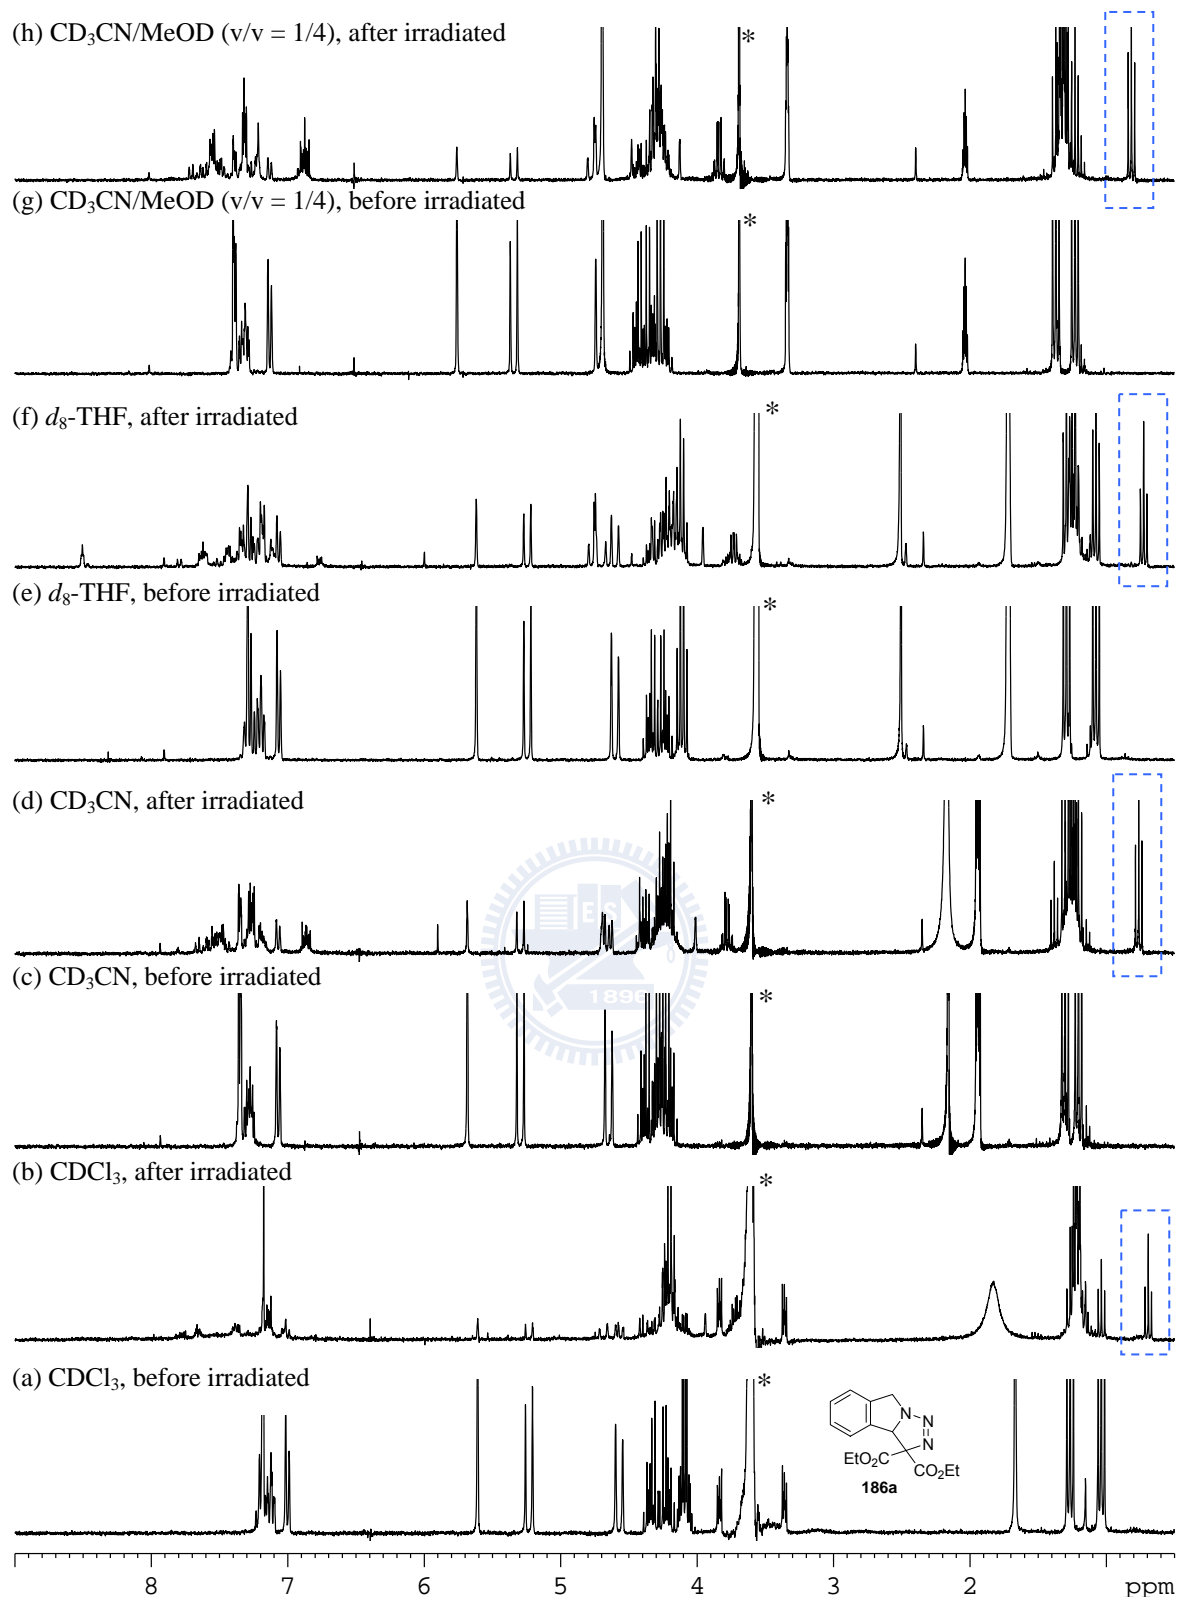 (h) CD₃CN/MeOD (v/v = 1/4), after irradiated
*
(g) CD₃CN/MeOD (v/v = 1/4), before irradiated
*
(f) d₈-THF, after irradiated
*
(e) d₈-THF, before irradiated
*
(d) CD₃CN, after irradiated
*
ES
1896
(c) CD₃CN, before irradiated
*
(b) CDCl₃, after irradiated
*
(a) CDCl₃, before irradiated
*
N N
N
EtO₂C
CO₂Et
186a
8 7 6 5 4 3 2 ppm